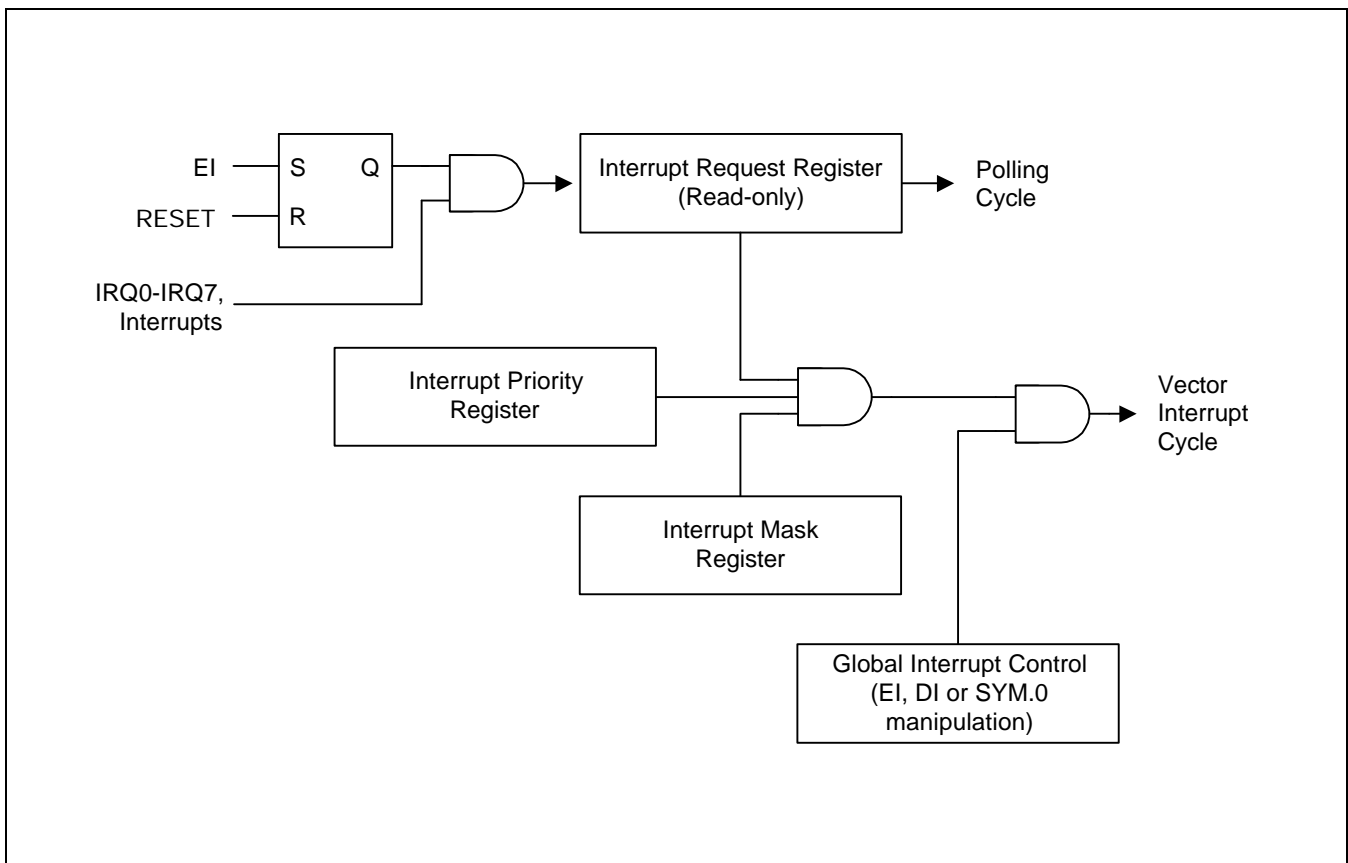 EI
S
Q
RESET
R
IRQ0-IRQ7,
Interrupts
Interrupt Request Register
(Read-only)
Polling
Cycle
Interrupt Priority
Register
Vector
Interrupt
Cycle
Interrupt Mask
Register
Global Interrupt Control
(EI, DI or SYM.0
manipulation)